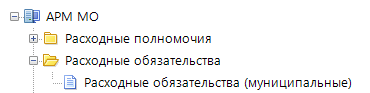 АРМ МО
Расходные полномочия
Расходные обязательства
Расходные обязательства (муниципальные)